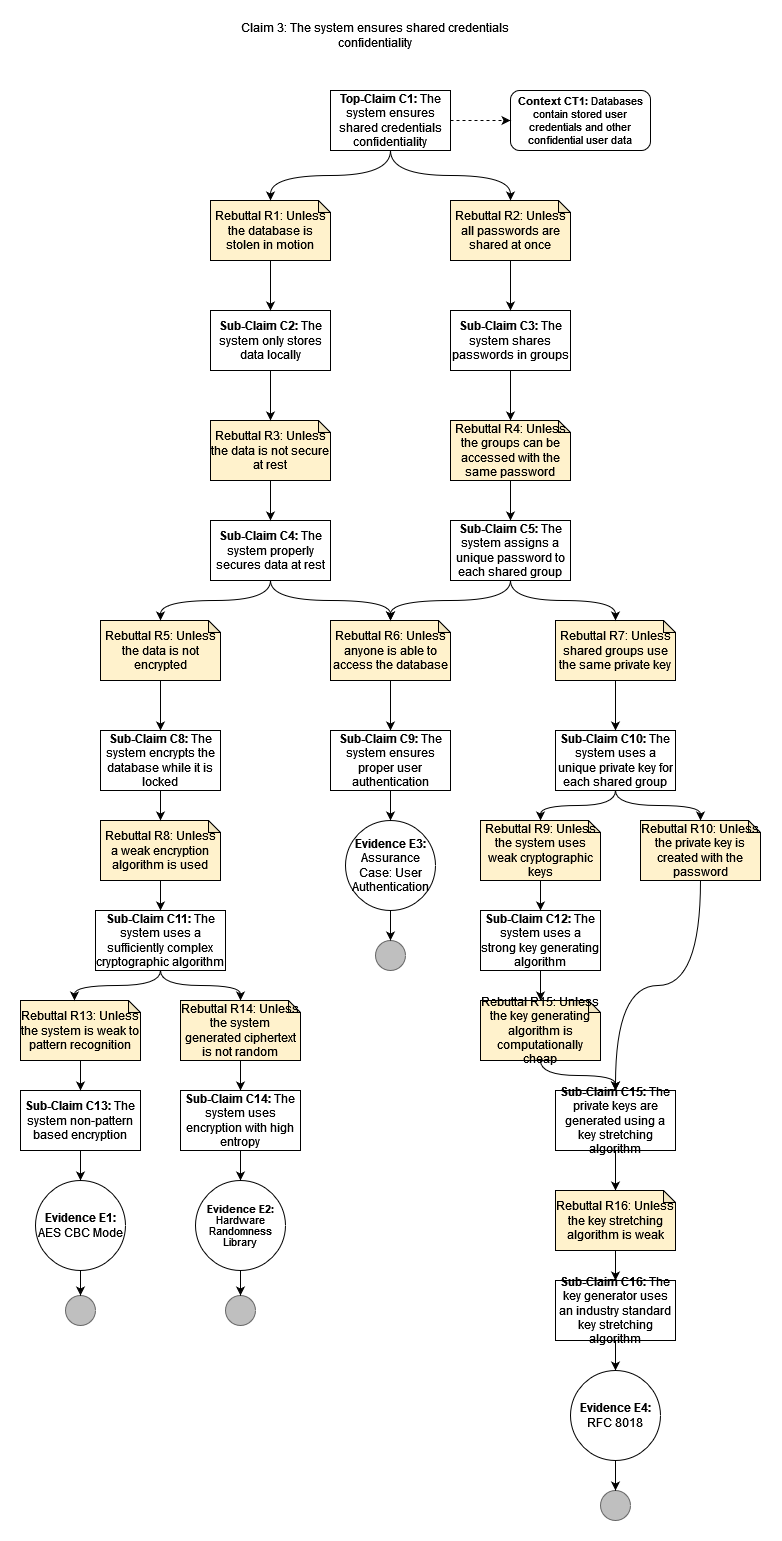 Claim 3: The system ensures shared credentials
confidentiality
Top-Claim C1: The
system ensures
shared credentials
confidentiality
Context CT1: Databases
contain stored user
credentials and other
confidential user data
Rebuttal R1: Unless
the database is
stolen in motion
Rebuttal R2: Unless
all passwords are
shared at once
Sub-Claim C2: The
system only stores
data locally
Sub-Claim C3: The
system shares
passwords in groups
Rebuttal R3: Unless
the data is not secure
at rest
Rebuttal R4: Unless
the groups can be
accessed with the
same password
Sub-Claim C4: The
system properly
secures data at rest
Sub-Claim C5: The
system assigns a
unique password to
each shared group
Rebuttal R5: Unless
the data is not
encrypted
Rebuttal R6: Unless
anyone is able to
access the database
Rebuttal R7: Unless
shared groups use
the same private key
Sub-Claim C8: The
system encrypts the
database while it is
locked
Sub-Claim C9: The
system ensures
proper user
authentication
Sub-Claim C10: The
system uses a
unique private key for
each shared group
Rebuttal R8: Unless
a weak encryption
algorithm is used
Evidence E3:
Assurance
Case: User
Authentication
Rebuttal R9: Unless
the system uses
weak cryptographic
keys
Rebuttal R10: Unless
the private key is
created with the
password
Sub-Claim C11: The
system uses a
sufficiently complex
cryptographic algorithm
Sub-Claim C12: The
system uses a
strong key generating
algorithm
Rebuttal R13: Unless
the system is weak to
pattern recognition
Rebuttal R14: Unless
the system
generated ciphertext
is not random
Rebuttal R15: Unless
the key generating
algorithm is
computationally
cheap
Sub-Claim C13: The
system non-pattern
based encryption
Sub-Claim C14: The
system uses
encryption with high
entropy
Sub-Claim C15: The
private keys are
generated using a
key stretching
algorithm
Evidence E1:
AES CBC Mode
Evidence E2:
Hardware
Randomness
Library
Rebuttal R16: Unless
the key stretching
algorithm is weak
Sub-Claim C16: The
key generator uses
an industry standard
key stretching
algorithm
Evidence E4:
RFC 8018